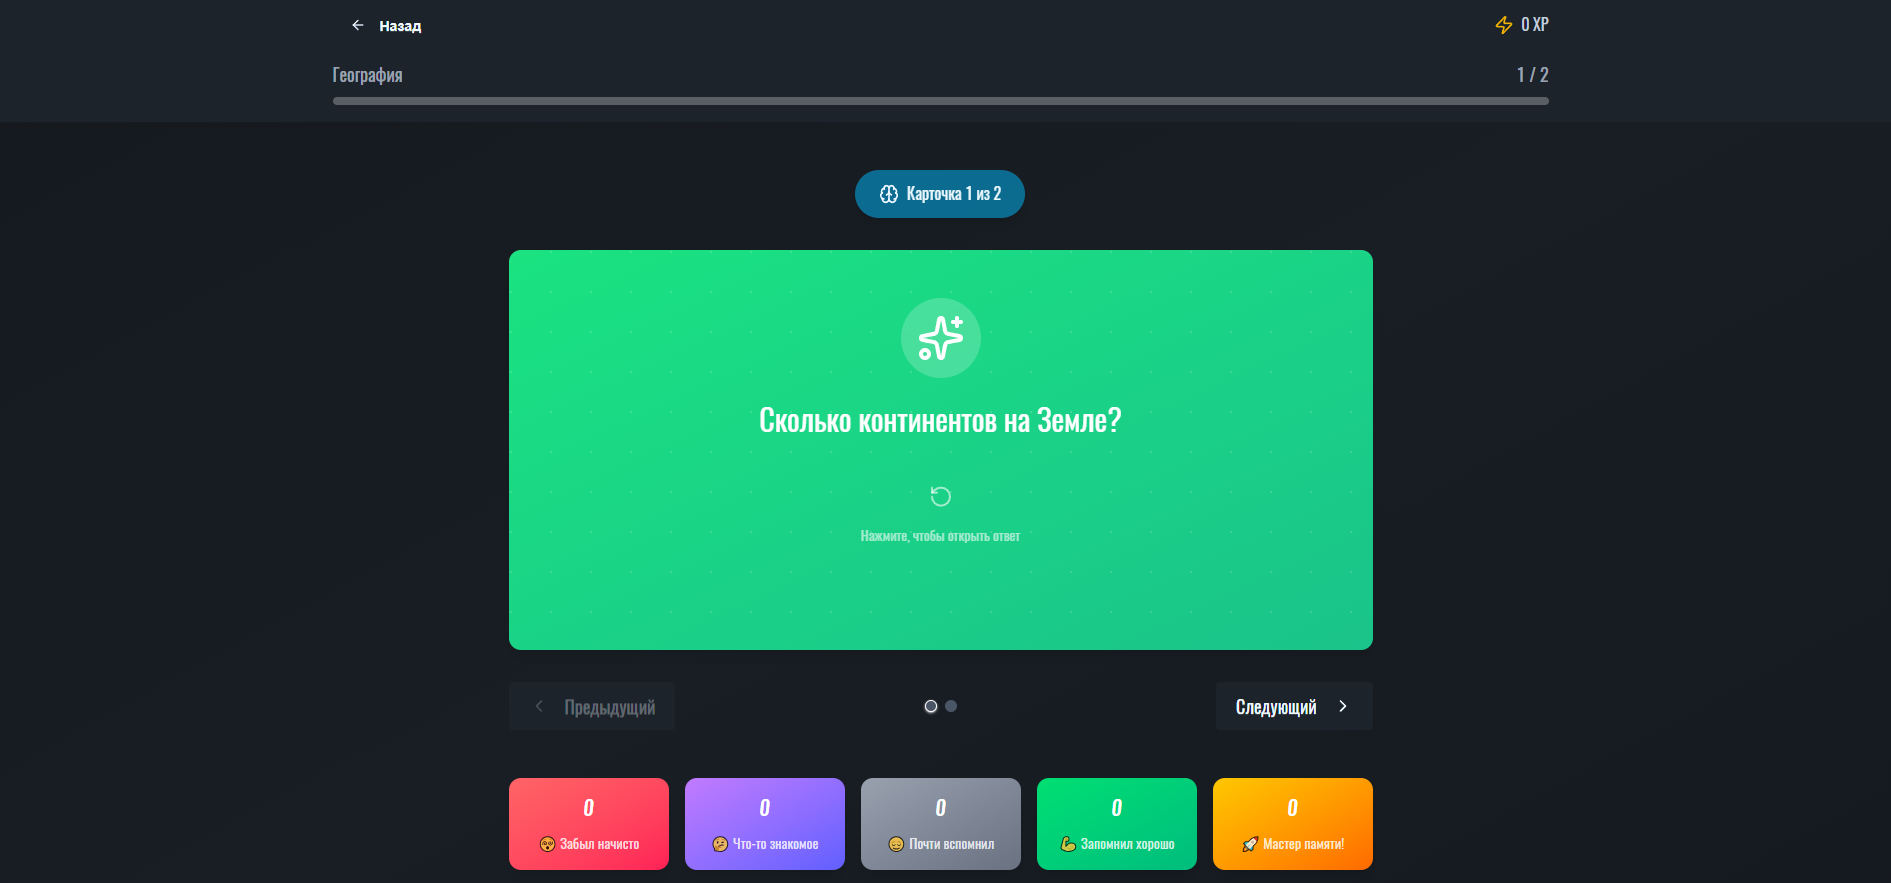 Назад
0 XP
География
1 / 2
Карточка 1 из 2
Сколько континентов на Земле?
Нажмите, чтобы открыть ответ
Предыдущий
Следующий
0
😵 Забыл начисто
0
🤔 Что-то знакомое
0
😑 Почти вспомнил
0
💪 Запомнил хорошо
0
🚀 Мастер памяти!